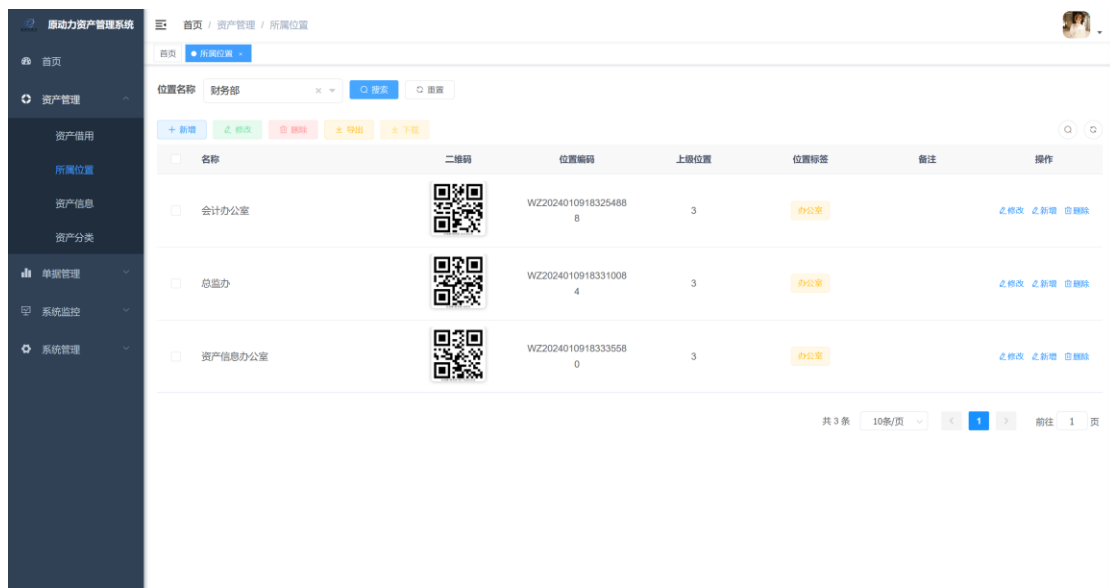 原动力资产管理系统
首页 / 资产管理 / 所属位置
首页 所属位置 ×
首页
资产管理
资产借用
所属位置
资产信息
资产分类
单据管理
系统监控
系统管理
位置名称 财务部 搜索 重置
+ 新增 修改 删除 导出 下载
名称 二维码 位置编码 上级位置 位置标签 备注 操作
会计办公室 WZ2024010918325488 3 办公室 修改 新增 删除
总监办 WZ20240109183310084 3 办公室 修改 新增 删除
资产信息办公室 WZ20240109183335580 3 办公室 修改 新增 删除
共 3 条 10条/页 < 1 > 前往 1 页